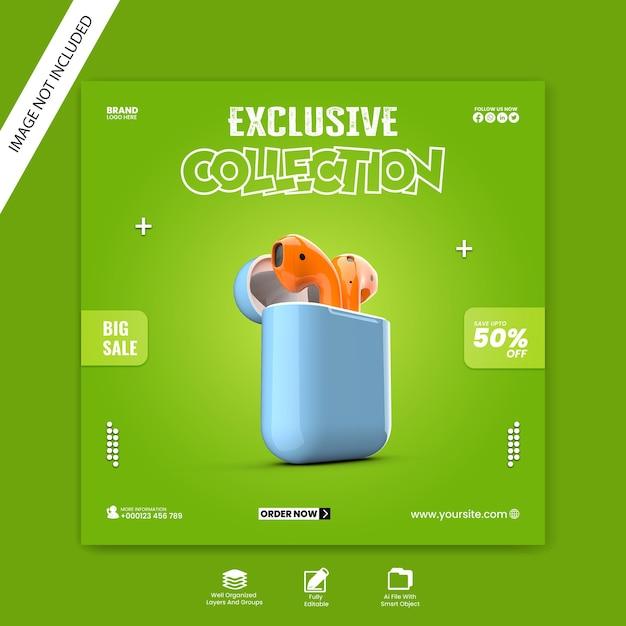 IMAGE NOT INCLUDED
BRAND
LOGO HERE
FOLLOW US NOW
EXCLUSIVE
COLLECTION
BIG
SALE
SAVE UPTO
50%
OFF
MORE INFORMATION
+000123 456 789
ORDER NOW
www.yoursite.com
Well Organized
Layers And Groups
Fully
Editable
Ai File With
Smsrt Object